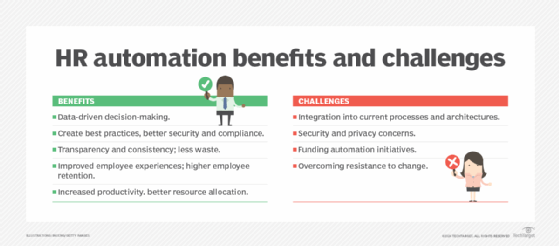 HR automation benefits and challenges
BENEFITS
Data-driven decision-making.
Create best practices, better security and compliance.
Transparency and consistency; less waste.
Improved employee experiences; higher employee
retention.
Increased productivity. better resource allocation.
CHALLENGES
Integration into current processes and architectures.
Security and privacy concerns.
Funding automation initiatives.
Overcoming resistance to change.
TechTarget